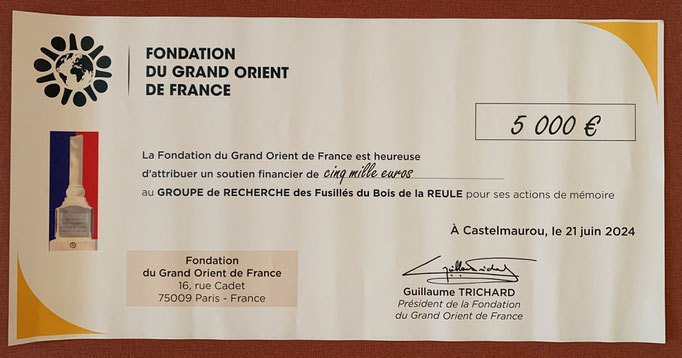 FONDATION
DU GRAND ORIENT
DE FRANCE
5 000 €
La Fondation du Grand Orient de France est heureuse
d'attribuer un soutien financier de cinq mille euros
au GROUPE de RECHERCHE des Fusillés du Bois de la REULE pour ses actions de mémoire
À Castelmaurou, le 21 juin 2024
Fondation
du Grand Orient de France
16, rue Cadet
75009 Paris - France
Guillaume TRICHARD
Président de la Fondation
du Grand Orient de France